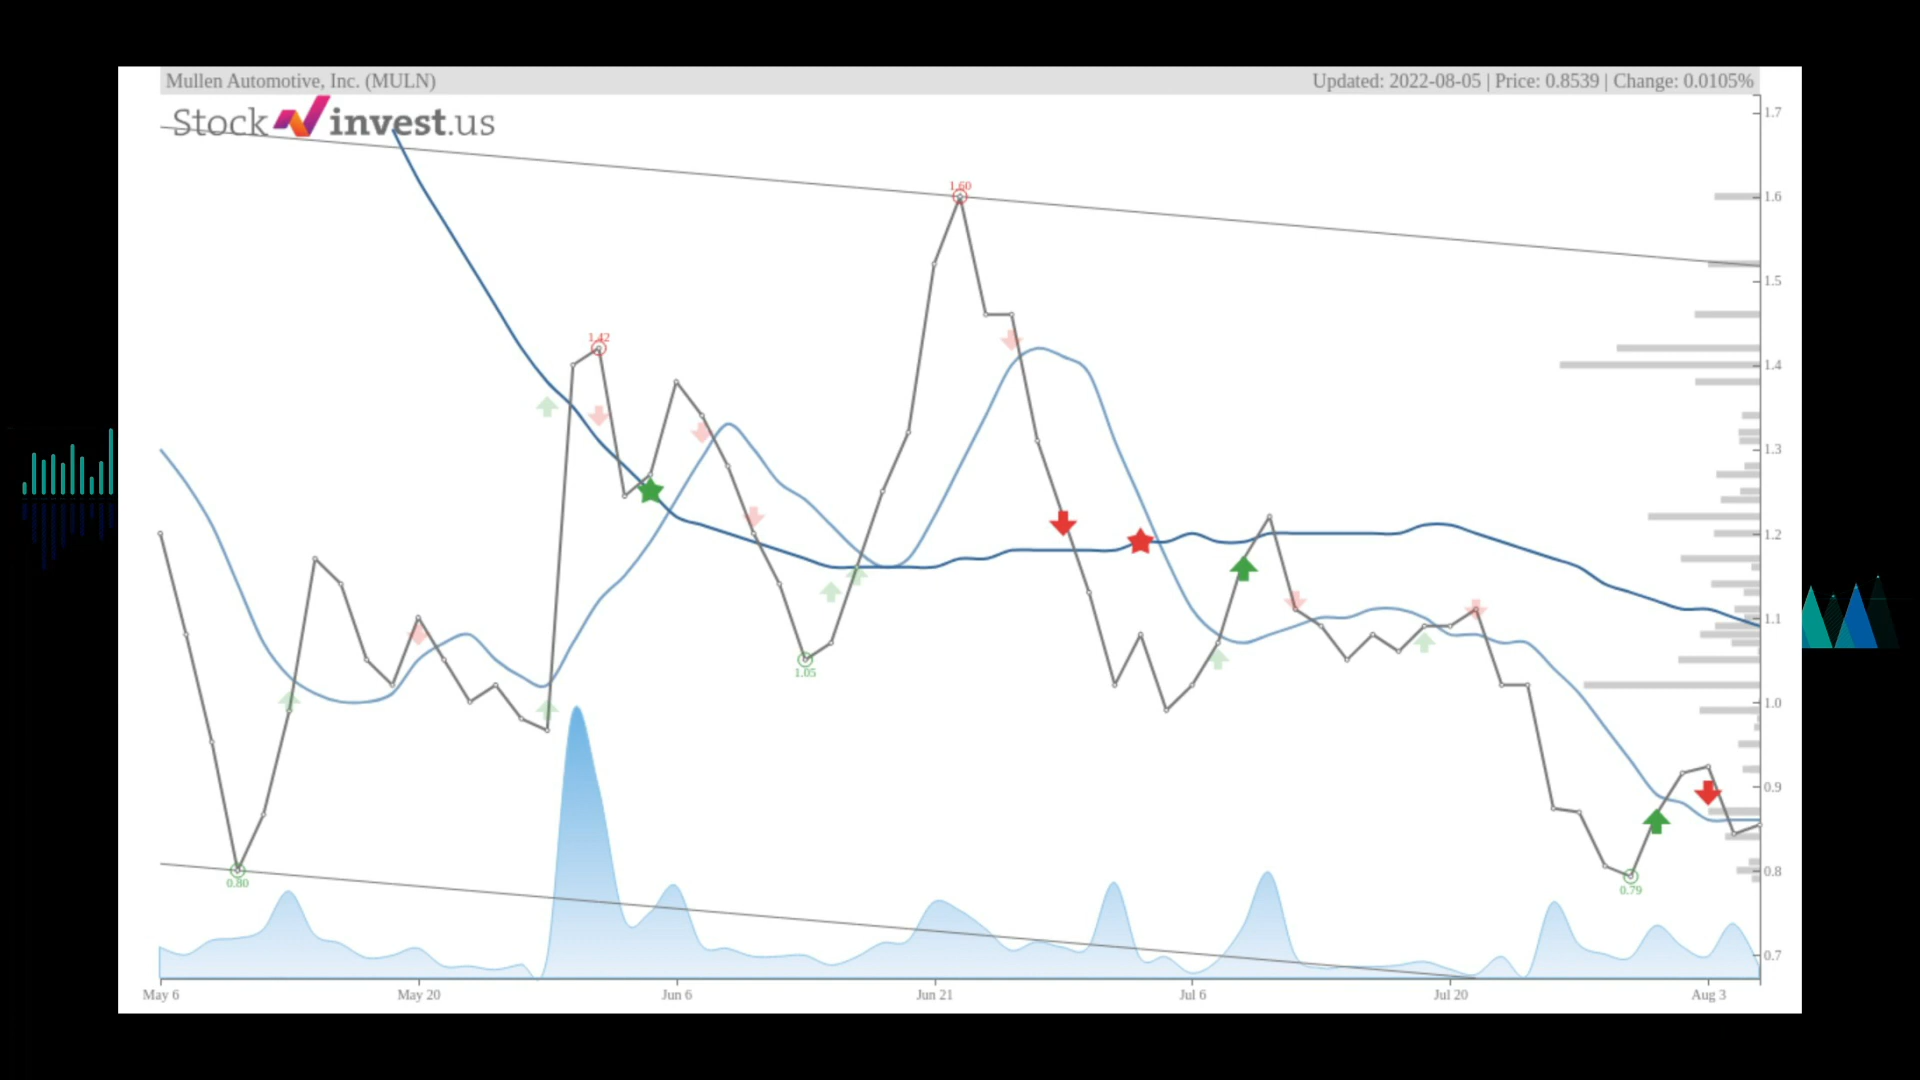 Mullen Automotive, Inc. (MULN)
Updated: 2022-08-05 | Price: 0.8539 | Change: 0.0105%
Stock invest.us
1.7
1.60
1.6
1.5
1.42
1.4
1.3
1.2
1.1
1.05
1.0
0.9
0.80
0.8
0.79
0.7
May 6
May 20
Jun 6
Jun 21
Jul 6
Jul 20
Aug 3